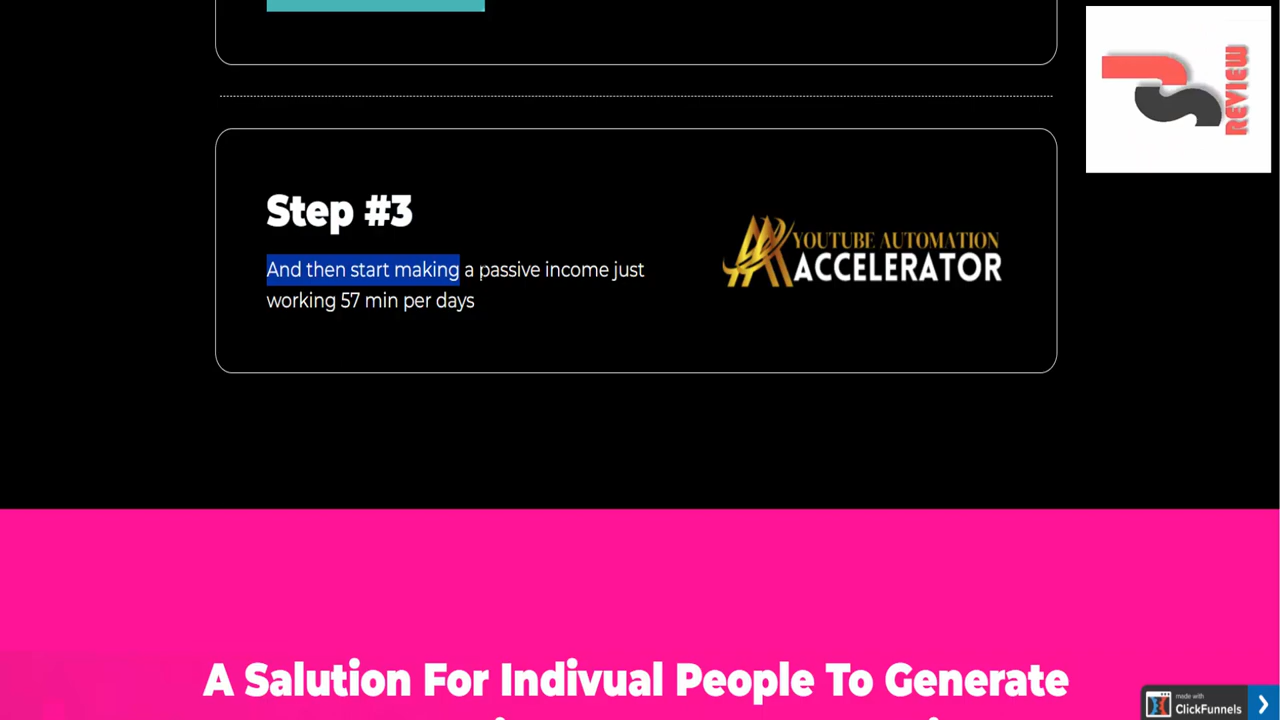 REVIEW
Step #3
And then start making a passive income just
working 57 min per days
YOUTUBE AUTOMATION
ACCELERATOR
A Salution For Indivual People To Generate
made with
ClickFunnels